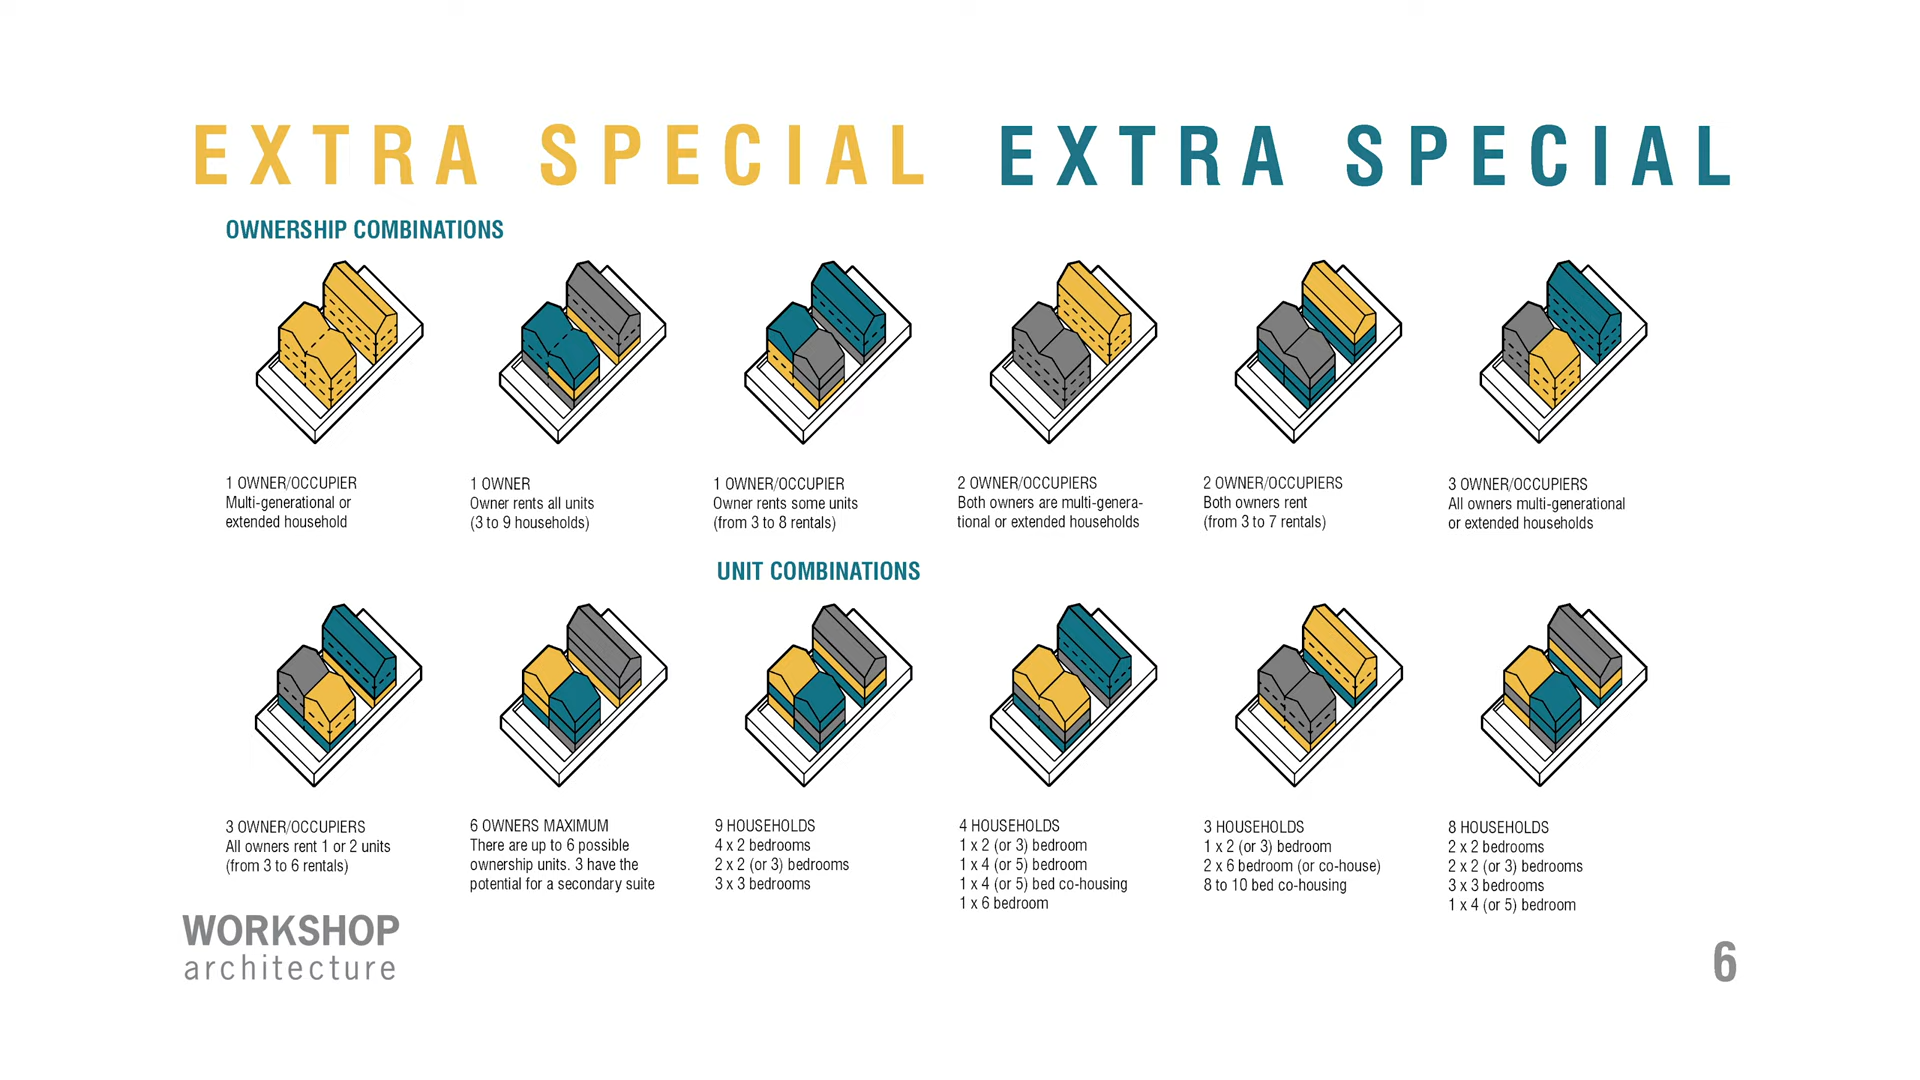 EXTRA SPECIAL EXTRA SPECIAL
OWNERSHIP COMBINATIONS
1 OWNER/OCCUPIER
Multi-generational or
extended household
1 OWNER
Owner rents all units
(3 to 9 households)
1 OWNER/OCCUPIER
Owner rents some units
(from 3 to 8 rentals)
2 OWNER/OCCUPIERS
Both owners are multi-genera-
tional or extended households
2 OWNER/OCCUPIERS
Both owners rent
(from 3 to 7 rentals)
3 OWNER/OCCUPIERS
All owners multi-generational
or extended households
UNIT COMBINATIONS
3 OWNER/OCCUPIERS
All owners rent 1 or 2 units
(from 3 to 6 rentals)
6 OWNERS MAXIMUM
There are up to 6 possible
ownership units. 3 have the
potential for a secondary suite
9 HOUSEHOLDS
4 x 2 bedrooms
2 x 2 (or 3) bedrooms
3 x 3 bedrooms
4 HOUSEHOLDS
1 x 2 (or 3) bedroom
1 x 4 (or 5) bedroom
1 x 4 (or 5) bed co-housing
1 x 6 bedroom
3 HOUSEHOLDS
1 x 2 (or 3) bedroom
2 x 6 bedroom (or co-house)
8 to 10 bed co-housing
8 HOUSEHOLDS
2 x 2 bedrooms
2 x 2 (or 3) bedrooms
3 x 3 bedrooms
1 x 4 (or 5) bedroom
WORKSHOP
architecture
6